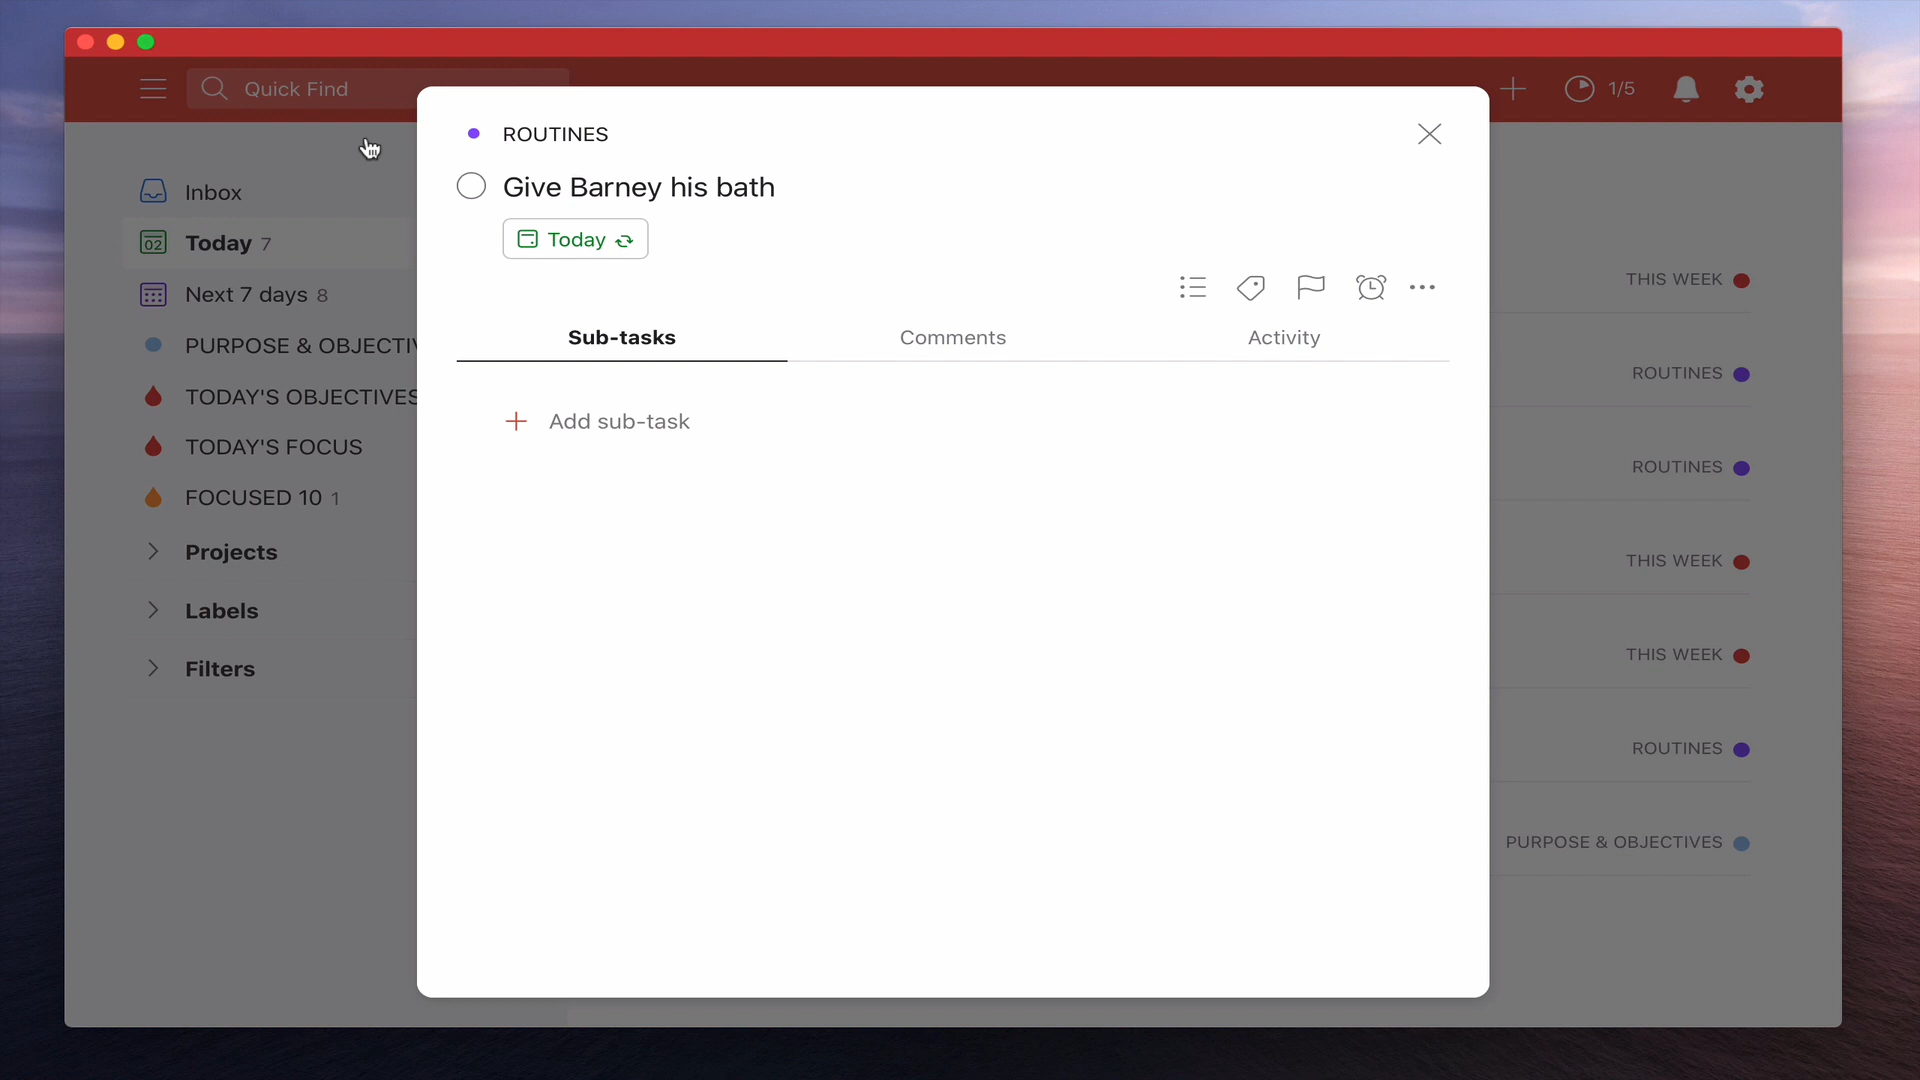 Quick Find
1/5
ROUTINES
Give Barney his bath
Today
Sub-tasks Comments Activity
Add sub-task
Inbox
02 Today 7
Next 7 days 8
PURPOSE & OBJECTIV
TODAY'S OBJECTIVES
TODAY'S FOCUS
FOCUSED 10 1
Projects
Labels
Filters
THIS WEEK
ROUTINES
ROUTINES
THIS WEEK
THIS WEEK
ROUTINES
PURPOSE & OBJECTIVES